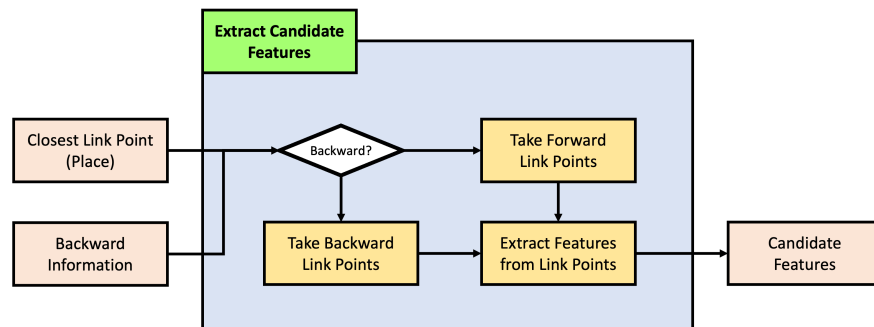 Extract Candidate
Features
Closest Link Point
(Place)
Backward?
Take Forward
Link Points
Backward
Information
Take Backward
Link Points
Extract Features
from Link Points
Candidate
Features